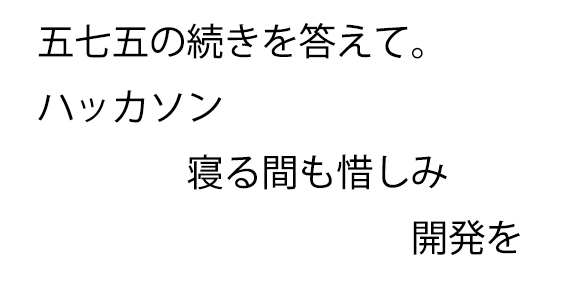 五七五の続きを答えて。
ハッカソン
寝る間も惜しみ
開発を